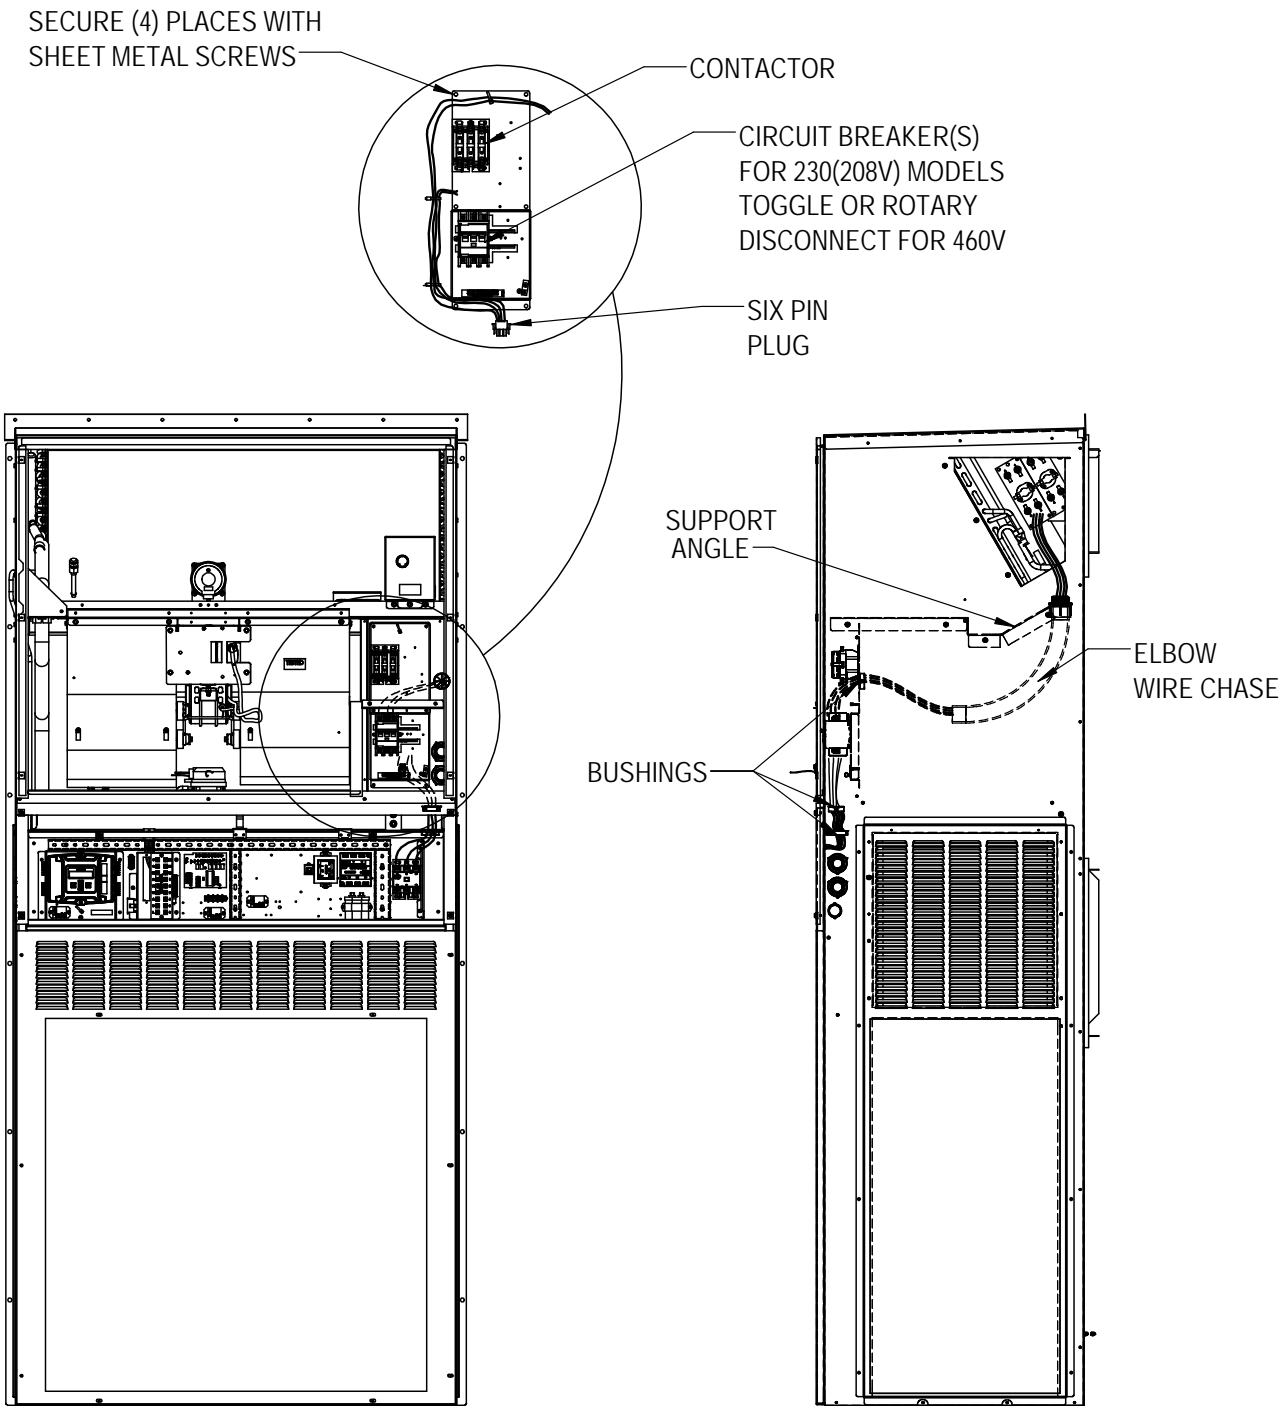 SECURE (4) PLACES WITH
SHEET METAL SCREWS
CONTACTOR
CIRCUIT BREAKER(S)
FOR 230(208V) MODELS
TOGGLE OR ROTARY
DISCONNECT FOR 460V
SIX PIN
PLUG
SUPPORT
ANGLE
ELBOW
WIRE CHASE
BUSHINGS